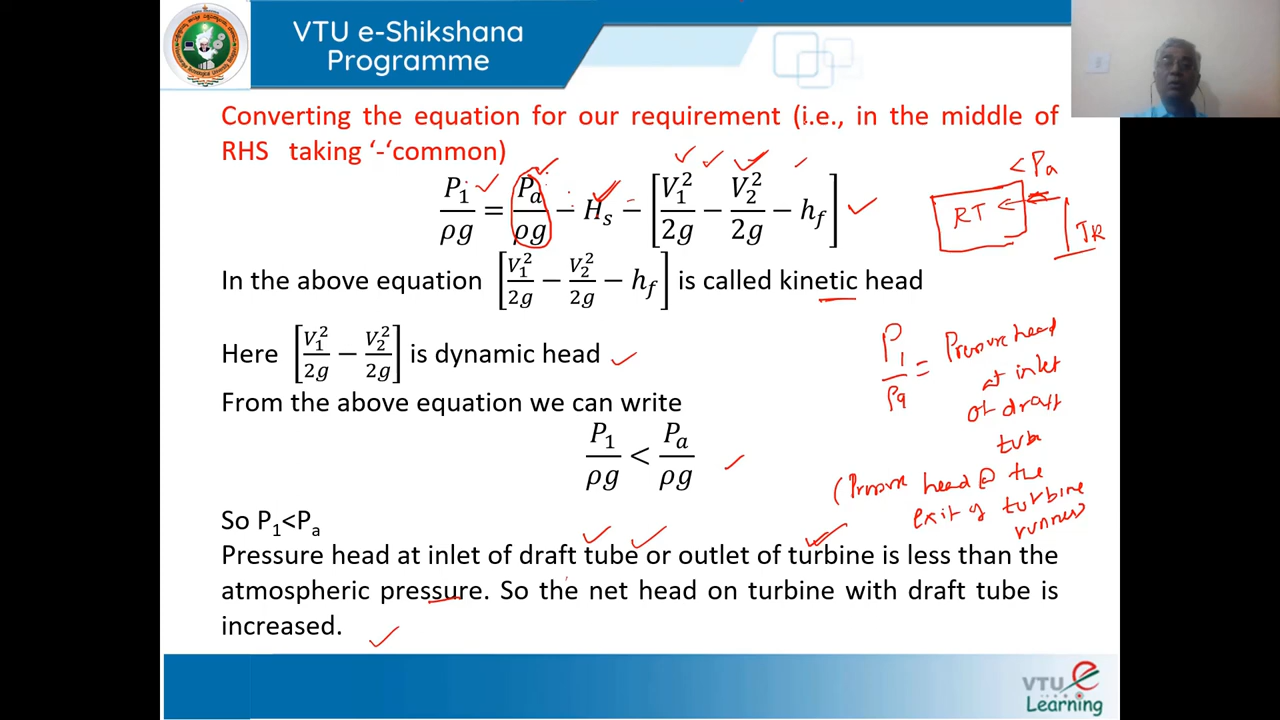 VTU e-Shikshana
Programme
Converting the equation for our requirement (i.e., in the middle of
RHS taking ‘-‘common)
P₁/ρg = Pₐ/ρg − Hₛ − [V₁²/2g − V₂²/2g − h_f]
< Pa
RT
TR
In the above equation [V₁²/2g − V₂²/2g − h_f] is called kinetic head
Here [V₁²/2g − V₂²/2g] is dynamic head
From the above equation we can write
P₁/ρg < Pₐ/ρg
P₁/ρg = Pressure head
at inlet
of draft
tube
(Pressure head @ the
exit of turbine
runner
So P₁<Pₐ
Pressure head at inlet of draft tube or outlet of turbine is less than the
atmospheric pressure. So the net head on turbine with draft tube is
increased.
VTU e
Learning